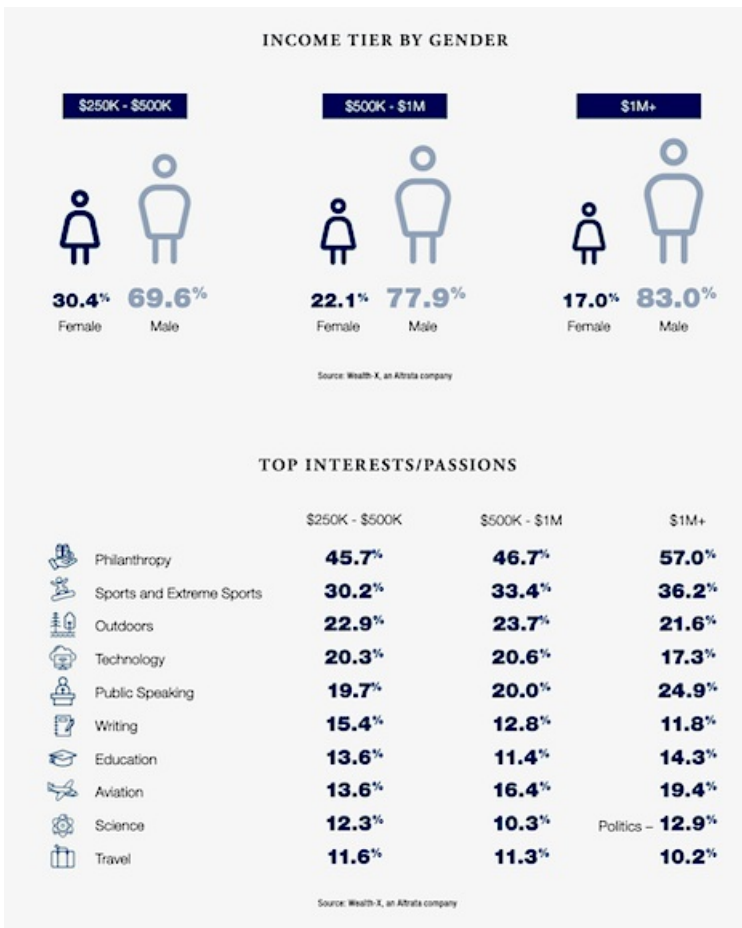 INCOME TIER BY GENDER
$250K - $500K $500K - $1M $1M+
30.4% 69.6% 22.1% 77.9% 17.0% 83.0%
Female Male Female Male Female Male
Source: Wealth-X, an Altrata company
TOP INTERESTS/PASSIONS
$250K - $500K $500K - $1M $1M+
Philanthropy 45.7% 46.7% 57.0%
Sports and Extreme Sports 30.2% 33.4% 36.2%
Outdoors 22.9% 23.7% 21.6%
Technology 20.3% 20.6% 17.3%
Public Speaking 19.7% 20.0% 24.9%
Writing 15.4% 12.8% 11.8%
Education 13.6% 11.4% 14.3%
Aviation 13.6% 16.4% 19.4%
Science 12.3% 10.3% Politics – 12.9%
Travel 11.6% 11.3% 10.2%
Source: Wealth-X, an Altrata company